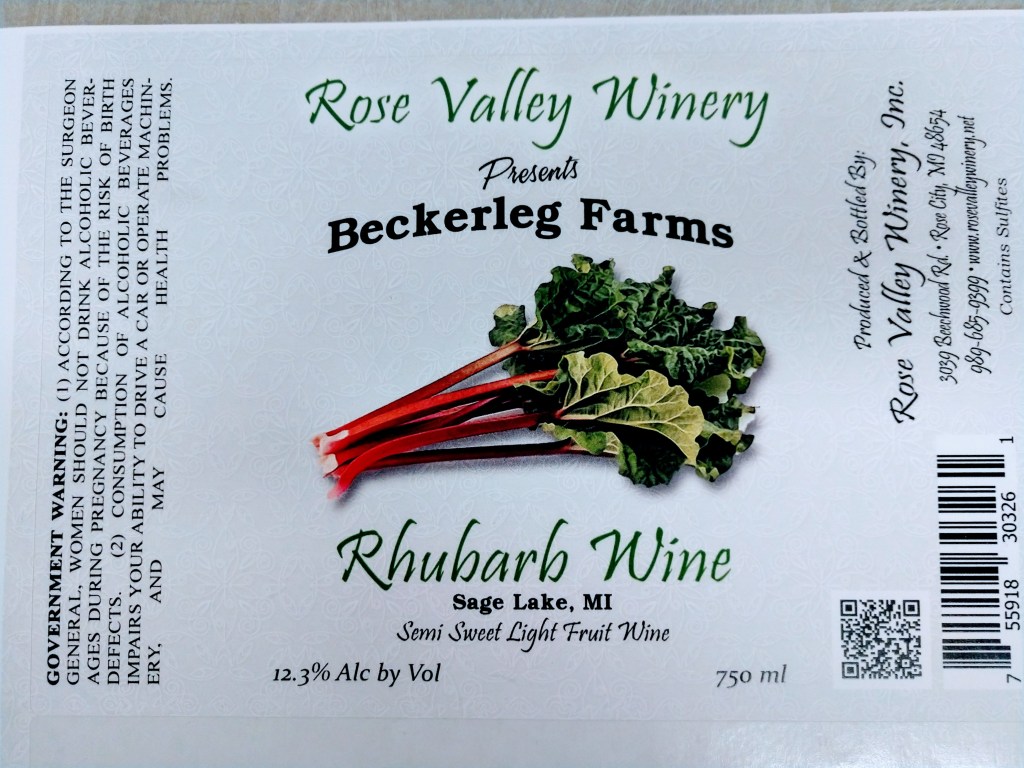 GOVERNMENT WARNING: (1) ACCORDING TO THE SURGEON
GENERAL, WOMEN SHOULD NOT DRINK ALCOHOLIC BEVER-
AGES DURING PREGNANCY BECAUSE OF THE RISK OF BIRTH
DEFECTS. (2) CONSUMPTION OF ALCOHOLIC BEVERAGES
IMPAIRS YOUR ABILITY TO DRIVE A CAR OR OPERATE MACHIN-
ERY, AND MAY CAUSE HEALTH PROBLEMS.
Rose Valley Winery
Presents
Beckerleg Farms
Rhubarb Wine
Sage Lake, MI
Semi Sweet Light Fruit Wine
12.3% Alc by Vol
750 ml
Produced & Bottled By:
Rose Valley Winery, Inc.
3039 Beechwood Rd. • Rose City, MI 48654
989-685-9399 • www.rosevalleywinery.net
Contains Sulfites
7 55918 30326 1